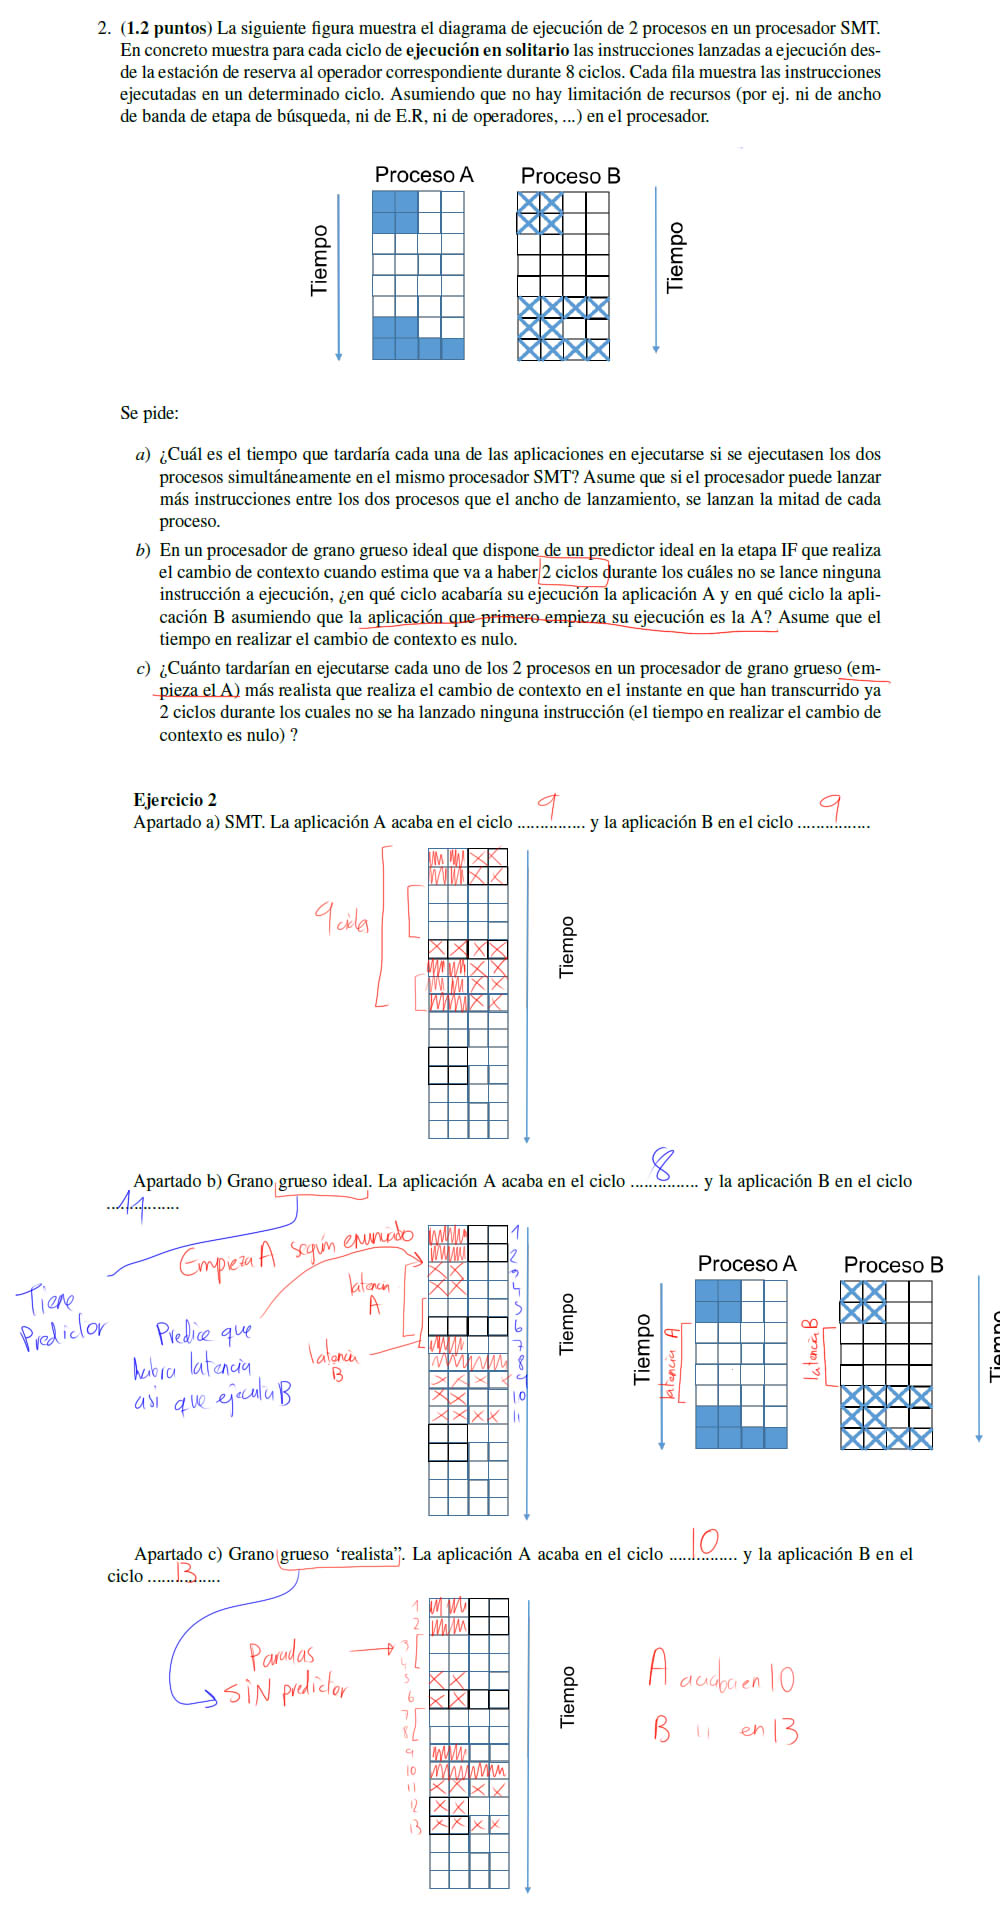 2. (1.2 puntos) La siguiente figura muestra el diagrama de ejecución de 2 procesos en un procesador SMT.
En concreto muestra para cada ciclo de ejecución en solitario las instrucciones lanzadas a ejecución des-
de la estación de reserva al operador correspondiente durante 8 ciclos. Cada fila muestra las instrucciones
ejecutadas en un determinado ciclo. Asumiendo que no hay limitación de recursos (por ej. ni de ancho
de banda de etapa de búsqueda, ni de E.R, ni de operadores, ...) en el procesador.
Proceso A Proceso B
Tiempo
Tiempo
Se pide:
a) ¿Cuál es el tiempo que tardaría cada una de las aplicaciones en ejecutarse si se ejecutasen los dos
procesos simultáneamente en el mismo procesador SMT? Asume que si el procesador puede lanzar
más instrucciones entre los dos procesos que el ancho de lanzamiento, se lanzan la mitad de cada
proceso.
b) En un procesador de grano grueso ideal que dispone de un predictor ideal en la etapa IF que realiza
el cambio de contexto cuando estima que va a haber 2 ciclos durante los cuáles no se lance ninguna
instrucción a ejecución, ¿en qué ciclo acabaría su ejecución la aplicación A y en qué ciclo la apli-
cación B asumiendo que la aplicación que primero empieza su ejecución es la A? Asume que el
tiempo en realizar el cambio de contexto es nulo.
c) ¿Cuánto tardarían en ejecutarse cada uno de los 2 procesos en un procesador de grano grueso (em-
pieza el A) más realista que realiza el cambio de contexto en el instante en que han transcurrido ya
2 ciclos durante los cuales no se ha lanzado ninguna instrucción (el tiempo en realizar el cambio de
contexto es nulo) ?
Ejercicio 2
Apartado a) SMT. La aplicación A acaba en el ciclo ...9... y la aplicación B en el ciclo ...9...
9 ciclos
Tiempo
Apartado b) Grano grueso ideal. La aplicación A acaba en el ciclo ...8... y la aplicación B en el ciclo
...11...
Empieza A según enunciado
latencia
A
Tiene
Predictor
Predice que
habra latencia
asi que ejecuta B
latencia
B
1
2
3
4
5
6
7
8
9
10
11
Tiempo
Proceso A Proceso B
Tiempo
latencia A
latencia B
Tiempo
Apartado c) Grano grueso ‘realista”. La aplicación A acaba en el ciclo ...10... y la aplicación B en el
ciclo ...13...
Paradas
SIN predictor
1
2
3
4
5
6
7
8
9
10
11
12
13
Tiempo
A acaba en 10
B " en 13